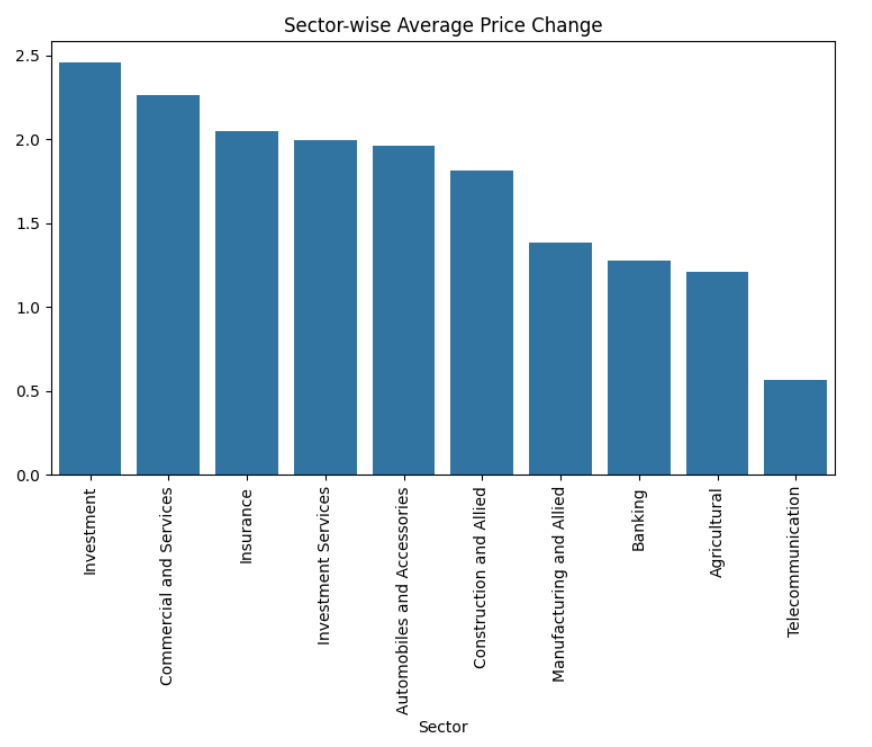 Sector-wise Average Price Change
2.5
2.0
1.5
1.0
0.5
0.0
Investment
Commercial and Services
Insurance
Investment Services
Automobiles and Accessories
Construction and Allied
Manufacturing and Allied
Banking
Agricultural
Telecommunication
Sector